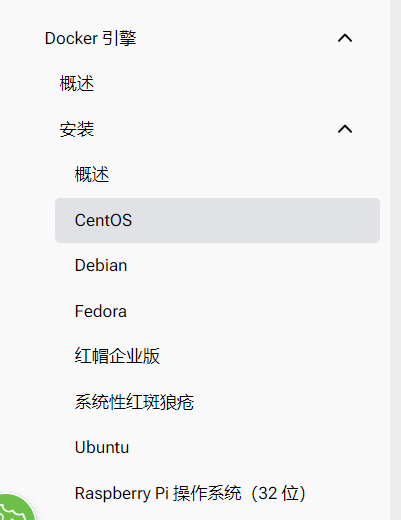 Docker 引擎
概述
安装
概述
CentOS
Debian
Fedora
红帽企业版
系统性红斑狼疮
Ubuntu
Raspberry Pi 操作系统（32 位）